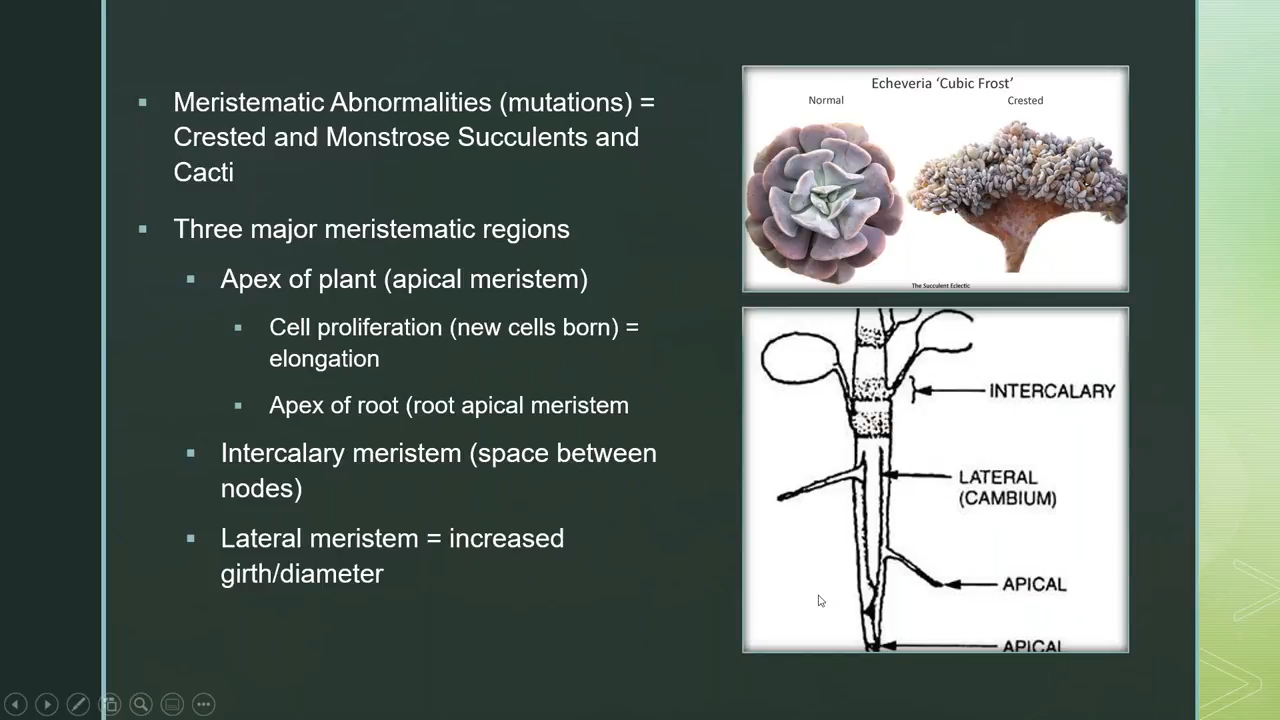 Meristematic Abnormalities (mutations) =
Crested and Monstrose Succulents and
Cacti
Three major meristematic regions
Apex of plant (apical meristem)
Cell proliferation (new cells born) =
elongation
Apex of root (root apical meristem
Intercalary meristem (space between
nodes)
Lateral meristem = increased
girth/diameter
Echeveria ‘Cubic Frost’
Normal
Crested
The Succulent Eclectic
INTERCALARY
LATERAL
(CAMBIUM)
APICAL
APICAL